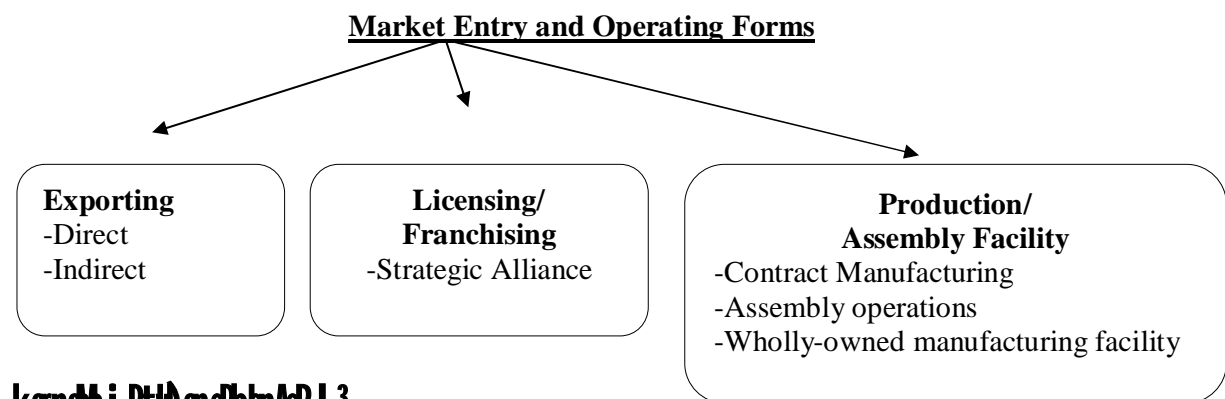 Market Entry and Operating Forms
Exporting
-Direct
-Indirect
Licensing/
Franchising
-Strategic Alliance
Production/
Assembly Facility
-Contract Manufacturing
-Assembly operations
-Wholly-owned manufacturing facility